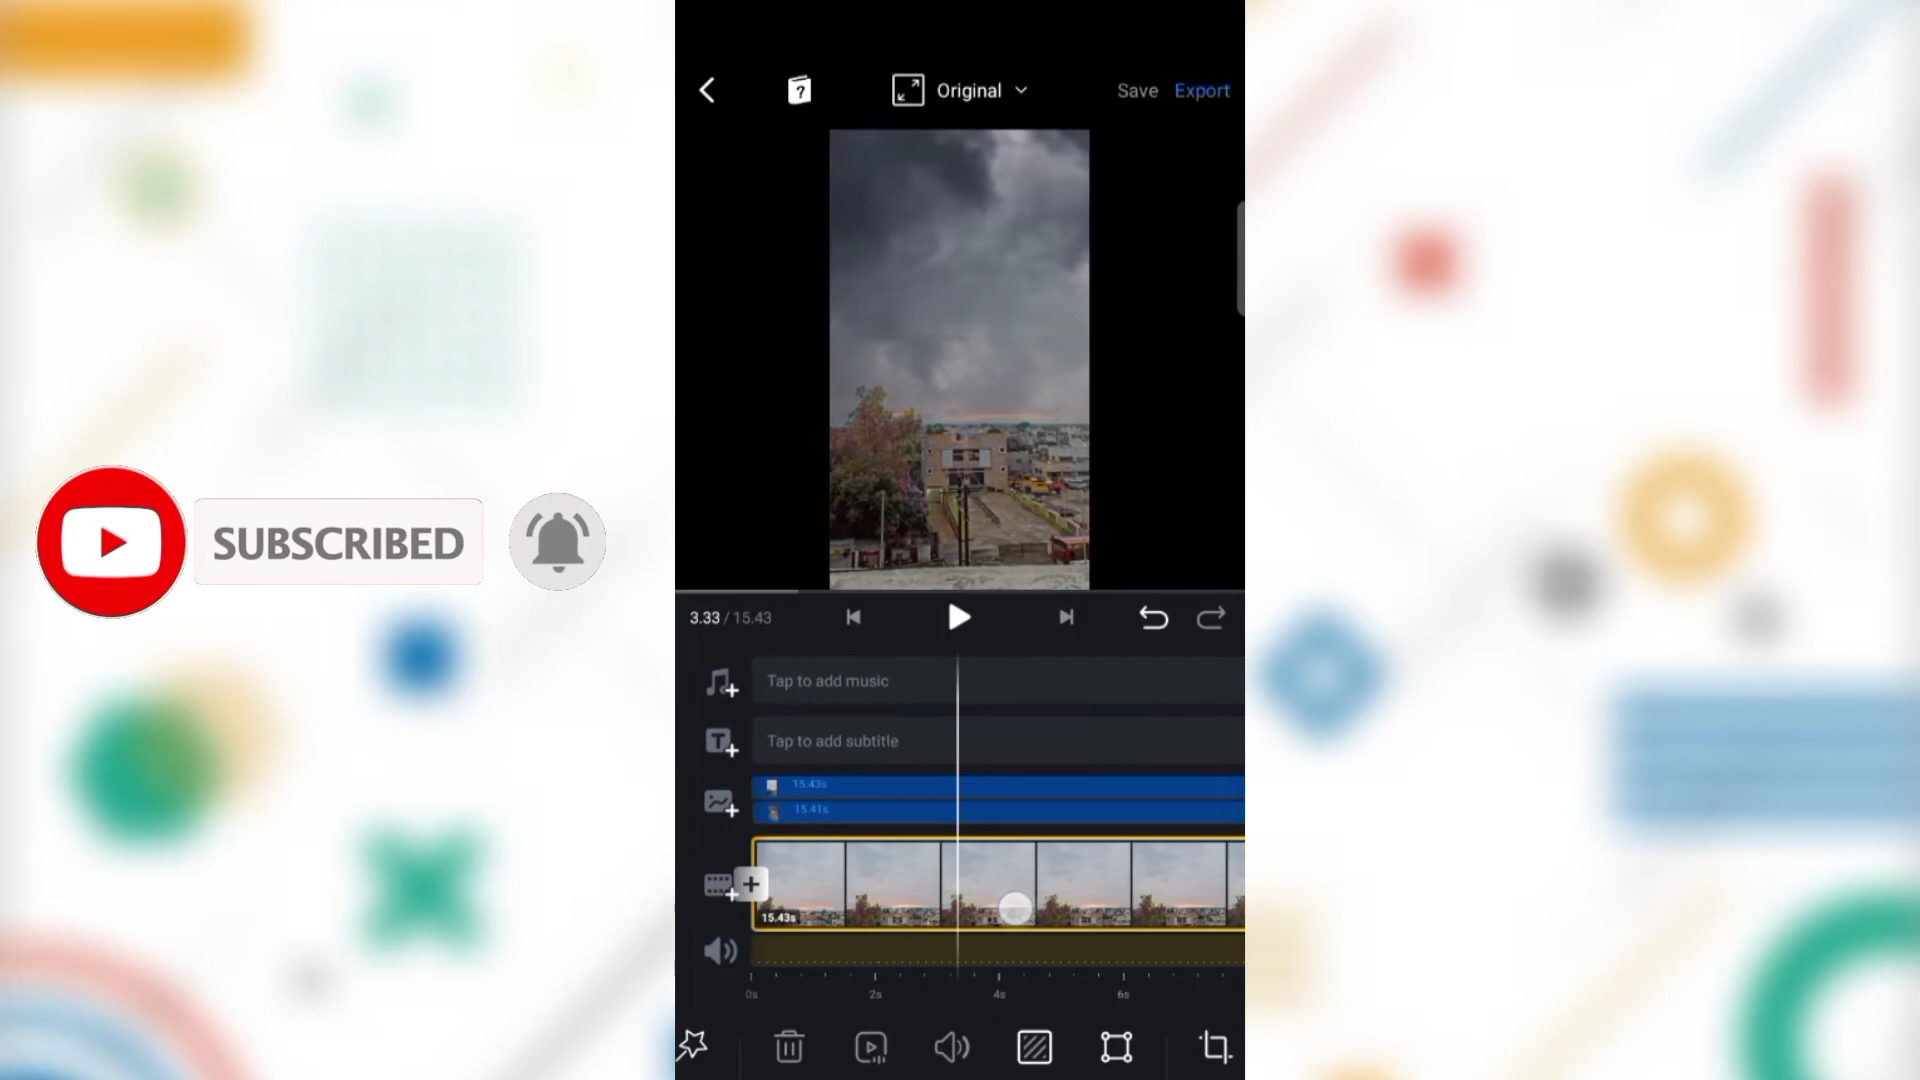 Original
Save
Export
SUBSCRIBED
3.33 / 15.43
Tap to add music
Tap to add subtitle
15.43s
15.41s
15.43s
0s
2s
4s
6s